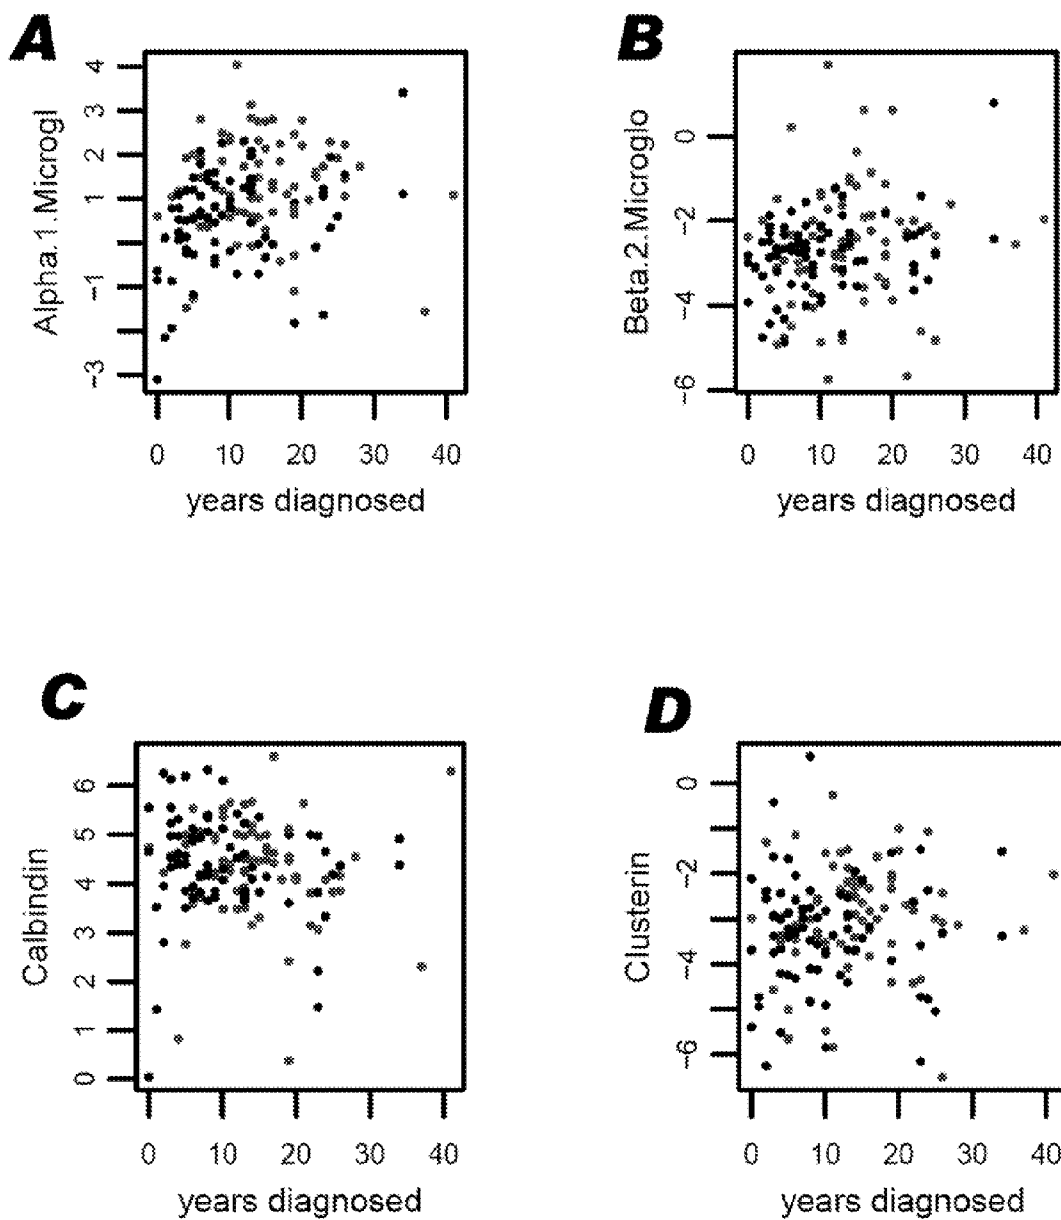 A
B
Alpha.1.Microgl
4
3
2
1
−1
−3
0 10 20 30 40
years diagnosed
Beta.2.Microglo
0
−2
−4
−6
0 10 20 30 40
years diagnosed
C
D
Calbindin
6
5
4
3
2
1
0
0 10 20 30 40
years diagnosed
Clusterin
0
−2
−4
−6
0 10 20 30 40
years diagnosed